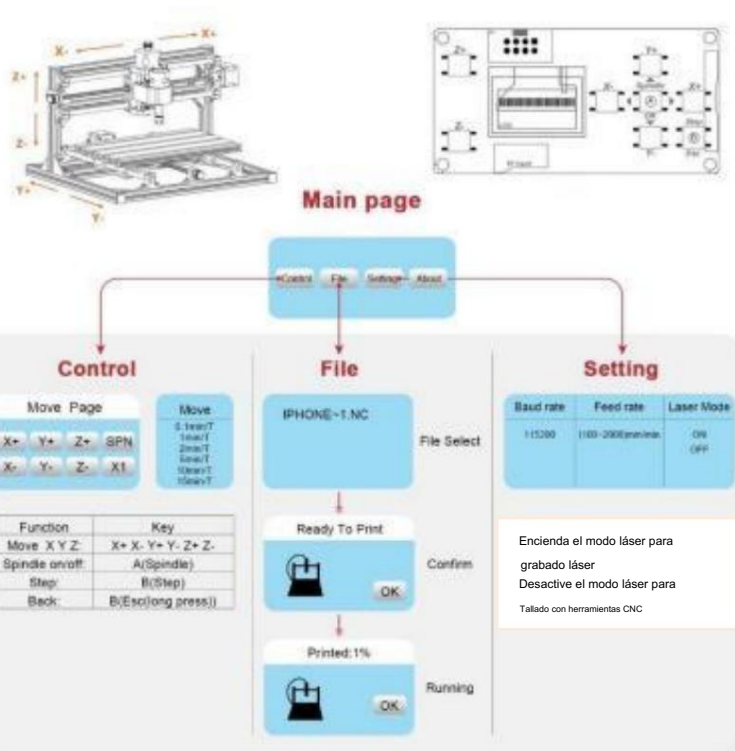 X- X+
Z+
Z-
Y+
Y-
Z+
Z-
Y+
X-
Spindle
A
Off
X+
Step
B
Y-
Esc
Main page
Control File Setting About
Control
Move Page
X+ Y+ Z+ SPN
X- Y- Z- X1
Move
0.1mm/T
1mm/T
2mm/T
5mm/T
10mm/T
15mm/T
Function Key
Move X Y Z: X+ X- Y+ Y- Z+ Z-
Spindle on/off: A(Spindle)
Step: B(Step)
Back: B(Esc(long press))
File
IPHONE~1.NC
File Select
Ready To Print
OK
Confirm
Printed:1%
OK
Running
Setting
Baud rate Feed rate Laser Mode
115200 (100~2000)mm/min ON
OFF
Encienda el modo láser para
grabado láser
Desactive el modo láser para
Tallado con herramientas CNC